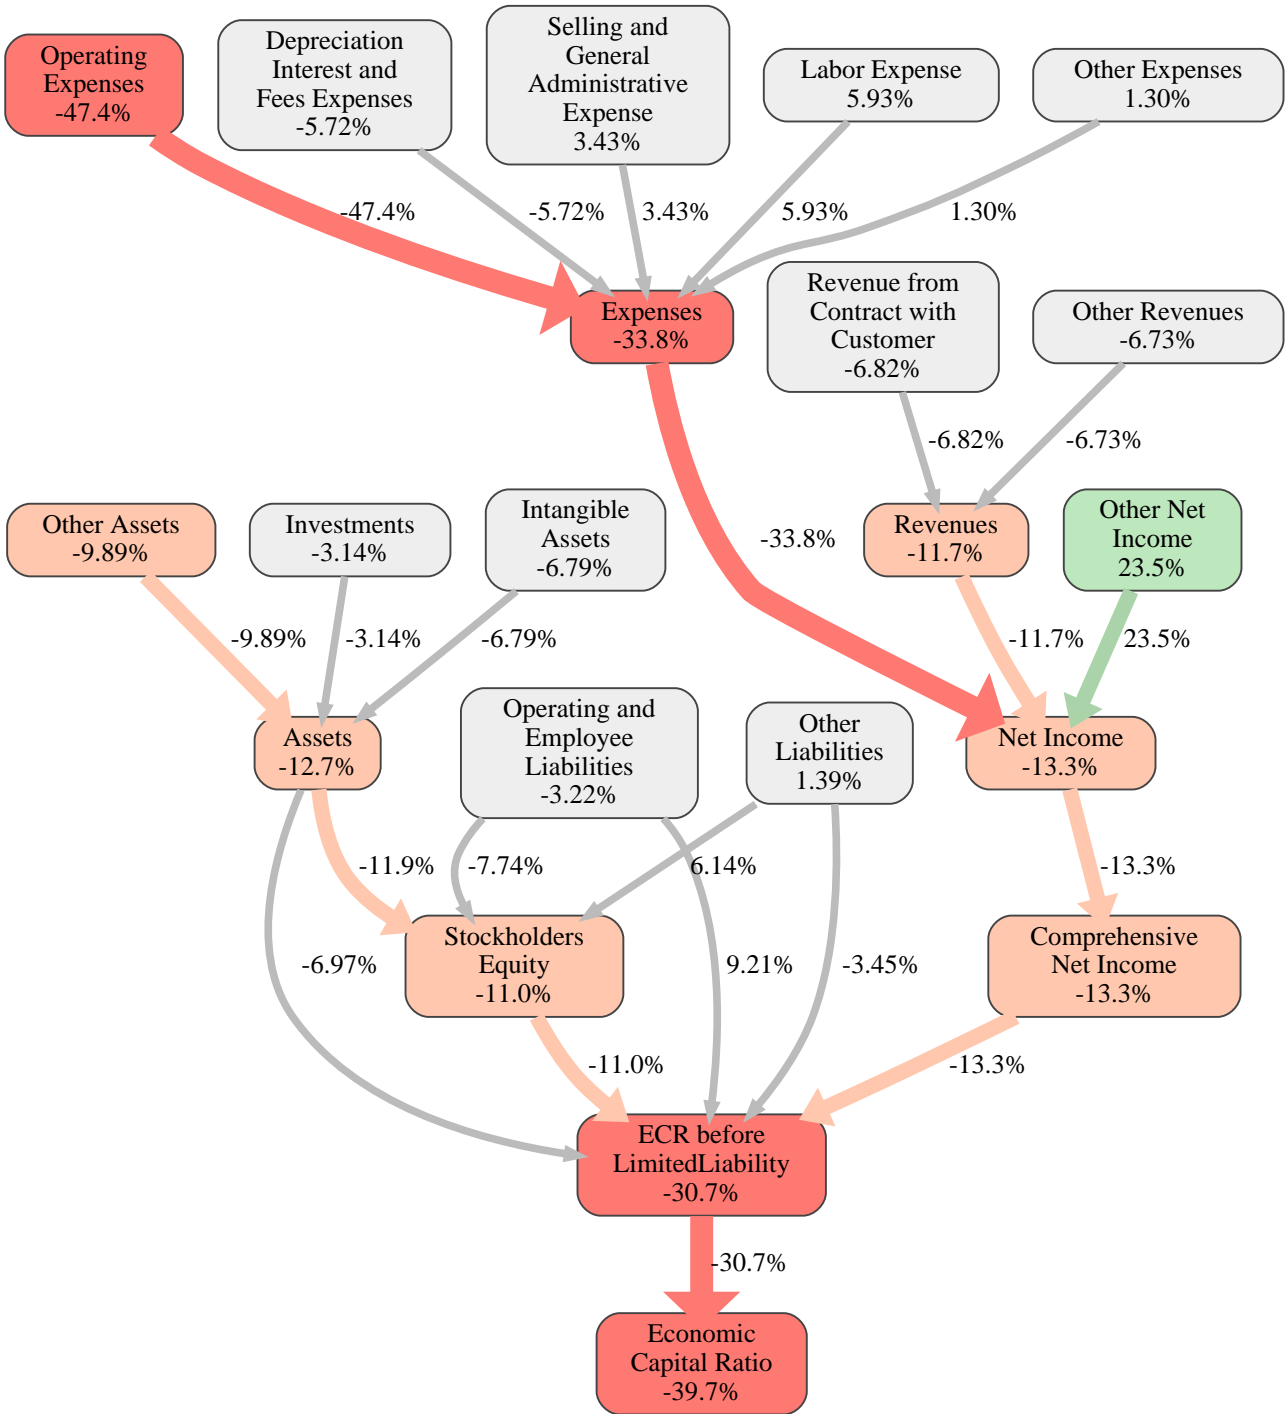 Operating
Expenses
-47.4%
Depreciation
Interest and
Fees Expenses
-5.72%
Selling and
General
Administrative
Expense
3.43%
Labor Expense
5.93%
Other Expenses
1.30%
-47.4%
-5.72%
3.43%
5.93%
1.30%
Expenses
-33.8%
Revenue from
Contract with
Customer
-6.82%
Other Revenues
-6.73%
-6.82%
-6.73%
Other Assets
-9.89%
Investments
-3.14%
Intangible
Assets
-6.79%
-33.8%
Revenues
-11.7%
Other Net
Income
23.5%
-9.89%
-3.14%
-6.79%
-11.7%
23.5%
Assets
-12.7%
Operating and
Employee
Liabilities
-3.22%
Other
Liabilities
1.39%
Net Income
-13.3%
-11.9%
-7.74%
6.14%
-13.3%
Stockholders
Equity
-11.0%
Comprehensive
Net Income
-13.3%
-6.97%
9.21%
-3.45%
-11.0%
-13.3%
ECR before
LimitedLiability
-30.7%
-30.7%
Economic
Capital Ratio
-39.7%